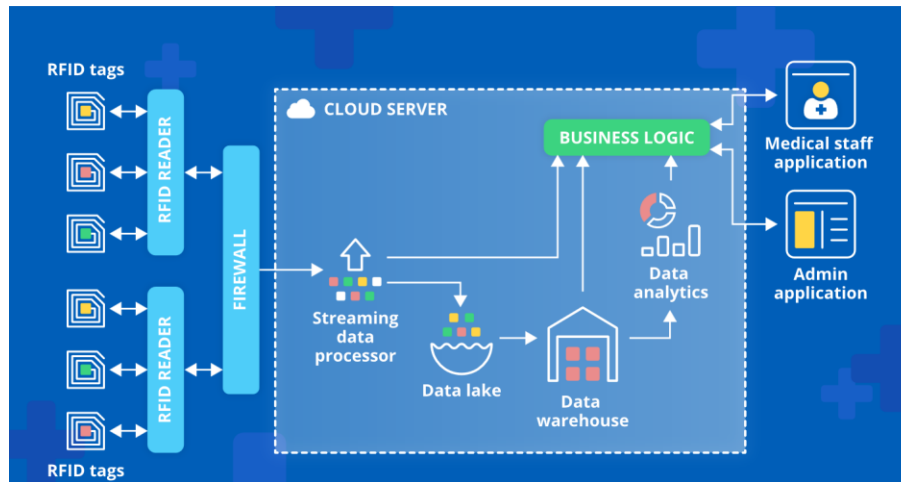 RFID tags
RFID READER
RFID READER
RFID tags
FIREWALL
CLOUD SERVER
Streaming
data
processor
Data lake
Data
warehouse
Data
analytics
BUSINESS LOGIC
Medical staff
application
Admin
application